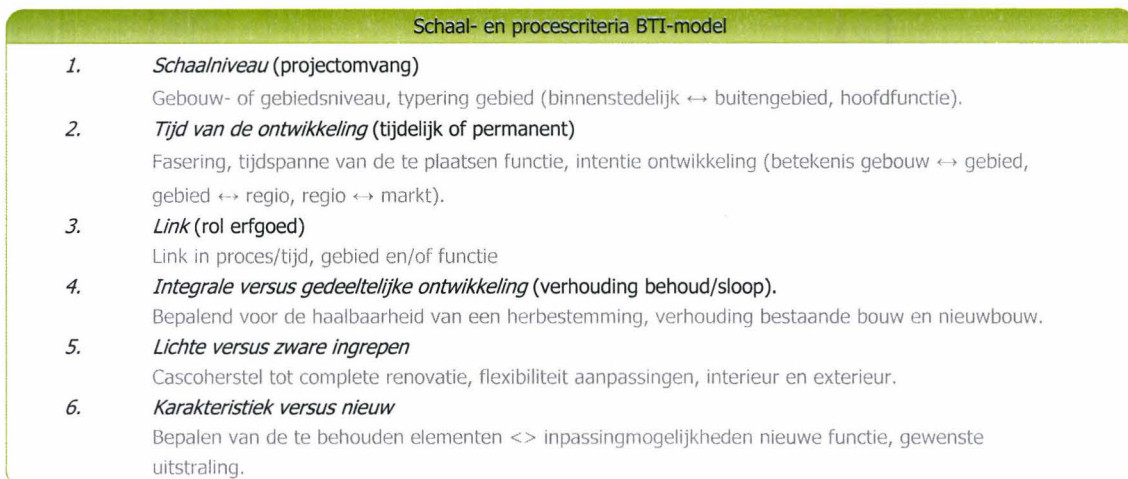 Schaal- en procescriteria BTI-model
1. Schaalniveau (projectomvang)
Gebouw- of gebiedsniveau, typering gebied (binnenstedelijk ↔ buitengebied, hoofdfunctie).
2. Tijd van de ontwikkeling (tijdelijk of permanent)
Fasering, tijdspanne van de te plaatsen functie, intentie ontwikkeling (betekenis gebouw ↔ gebied,
gebied ↔ regio, regio ↔ markt).
3. Link (rol erfgoed)
Link in proces/tijd, gebied en/of functie
4. Integrale versus gedeeltelijke ontwikkeling (verhouding behoud/sloop).
Bepalend voor de haalbaarheid van een herbestemming, verhouding bestaande bouw en nieuwbouw.
5. Lichte versus zware ingrepen
Cascoherstel tot complete renovatie, flexibiliteit aanpassingen, interieur en exterieur.
6. Karakteristiek versus nieuw
Bepalen van de te behouden elementen <> inpassingmogelijkheden nieuwe functie, gewenste
uitstraling.